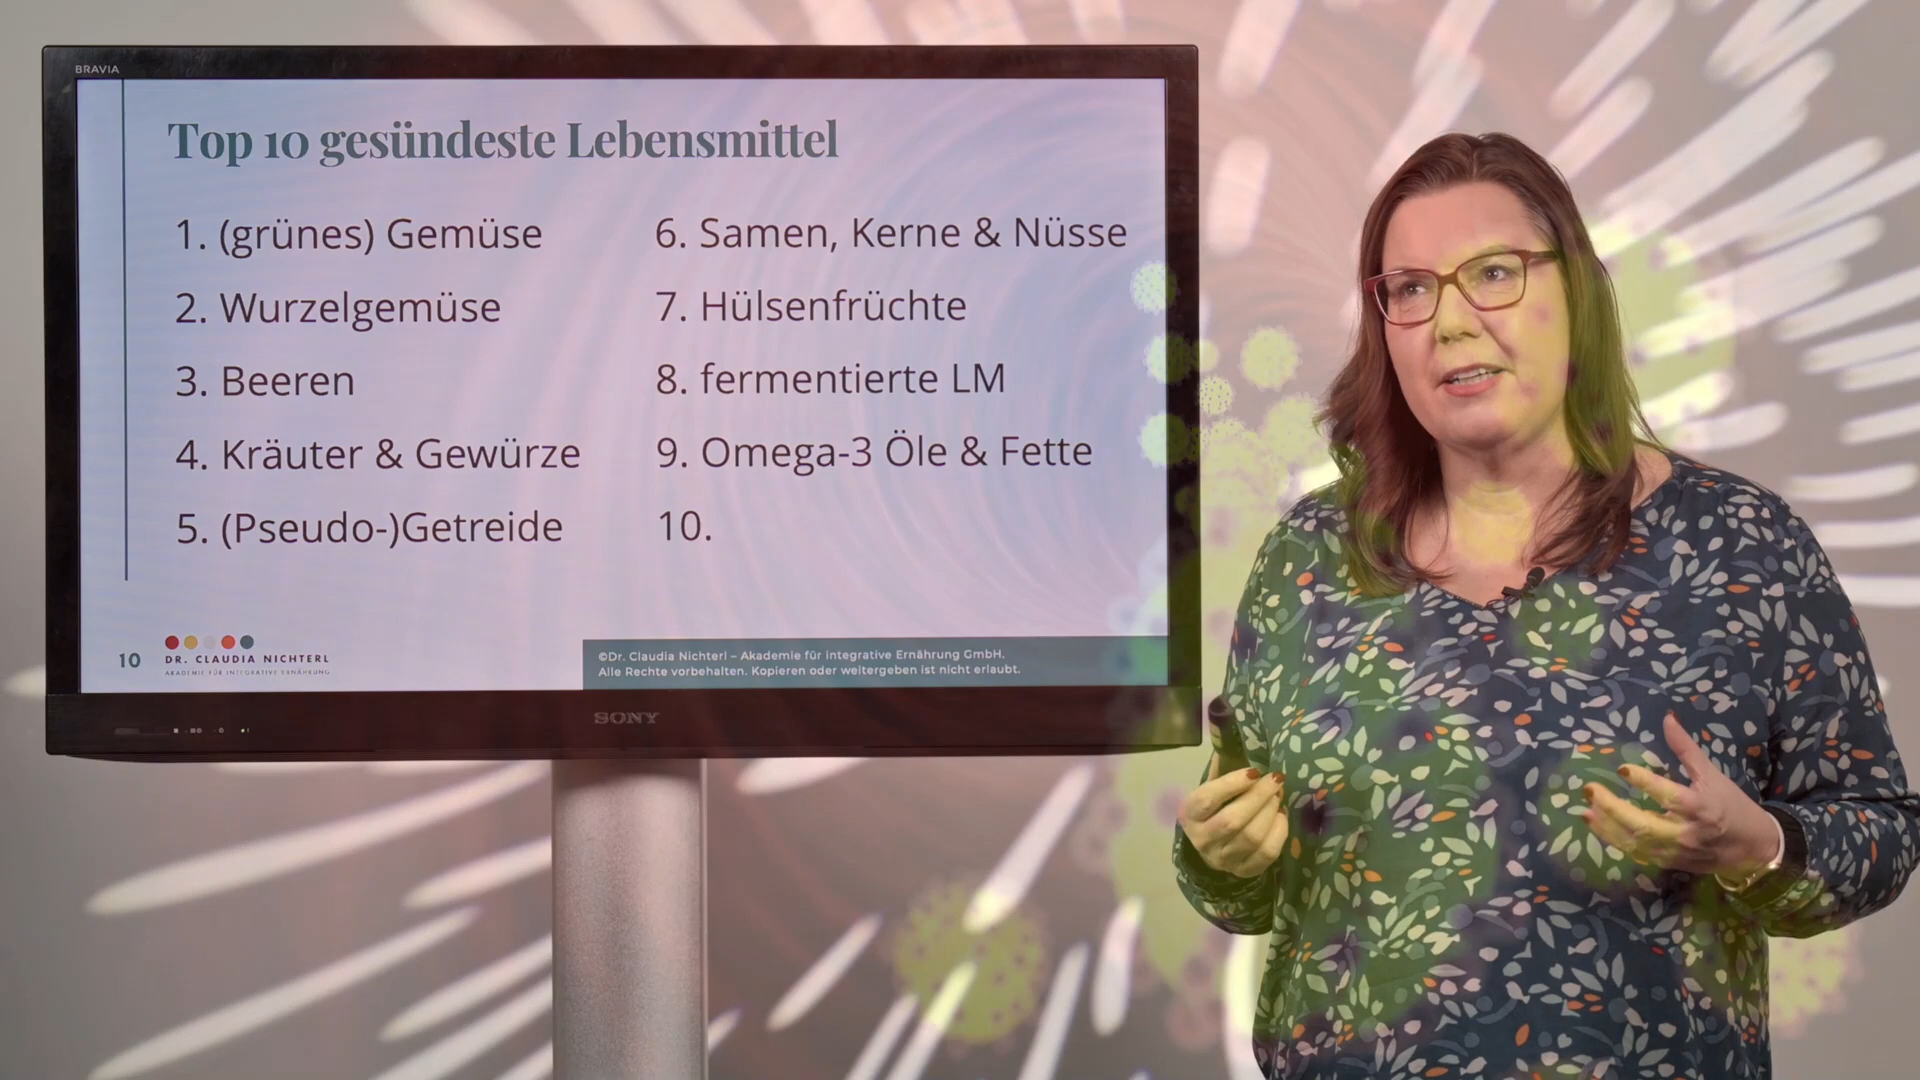 BRAVIA
Top 10 gesündeste Lebensmittel
1. (grünes) Gemüse
2. Wurzelgemüse
3. Beeren
4. Kräuter & Gewürze
5. (Pseudo-)Getreide
6. Samen, Kerne & Nüsse
7. Hülsenfrüchte
8. fermentierte LM
9. Omega-3 Öle & Fette
10.
10
DR. CLAUDIA NICHTERL
AKADEMIE FÜR INTEGRATIVE ERNÄHRUNG
©Dr. Claudia Nichterl – Akademie für integrative Ernährung GmbH.
Alle Rechte vorbehalten. Kopieren oder weitergeben ist nicht erlaubt.
SONY